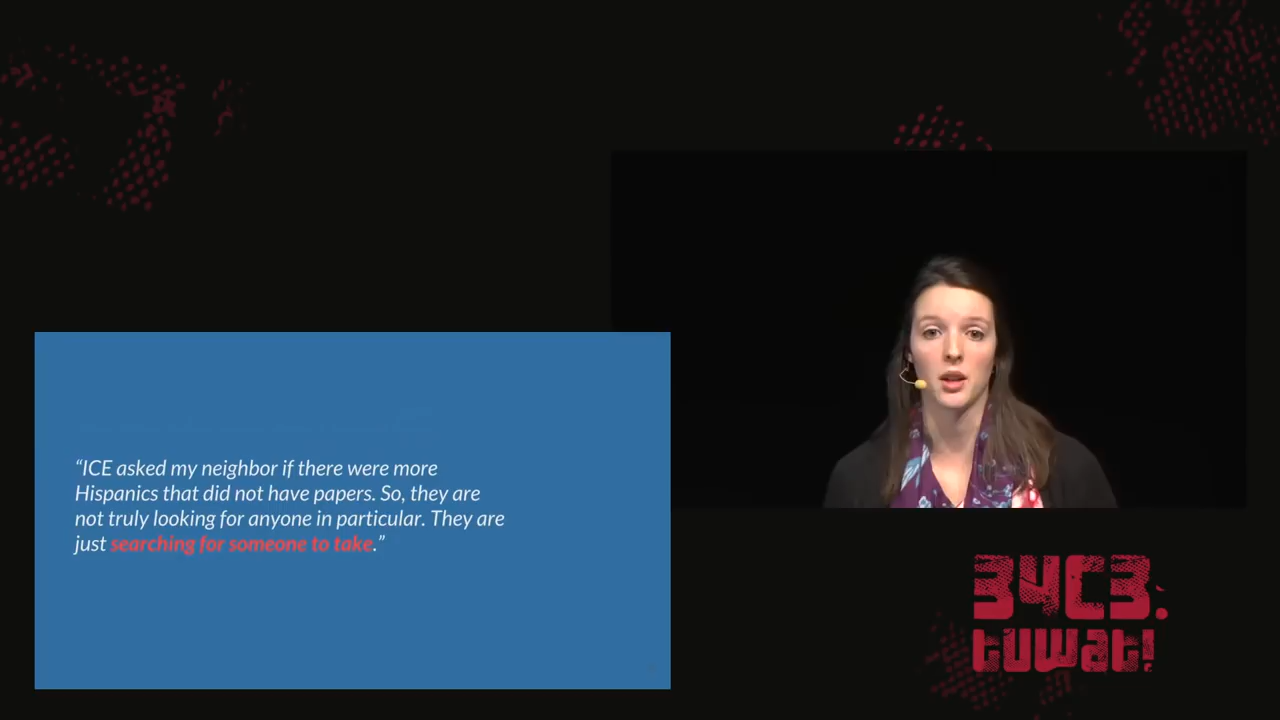 “ICE asked my neighbor if there were more
Hispanics that did not have papers. So, they are
not truly looking for anyone in particular. They are
just searching for someone to take.”
34C3.
tuwat!